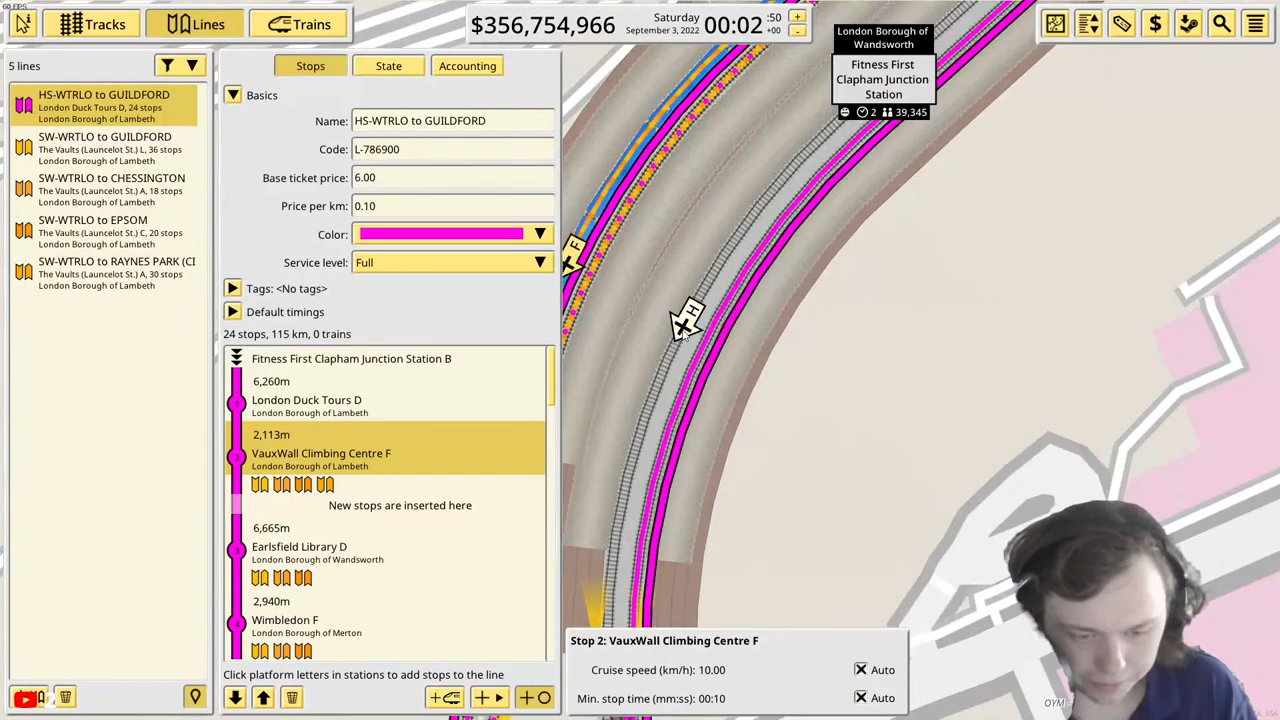 60 FPS
Tracks
Lines
Trains
$356,754,966
Saturday
September 3, 2022
00:02
:50
+00
+
-
$
5 lines
HS-WTRLO to GUILDFORD
London Duck Tours D, 24 stops
London Borough of Lambeth
SW-WRTLO to GUILDFORD
The Vaults (Launcelot St.) L, 36 stops
London Borough of Lambeth
SW-WTRLO to CHESSINGTON
The Vaults (Launcelot St.) A, 18 stops
London Borough of Lambeth
SW-WTRLO to EPSOM
The Vaults (Launcelot St.) C, 20 stops
London Borough of Lambeth
SW-WTRLO to RAYNES PARK (CI
The Vaults (Launcelot St.) A, 30 stops
London Borough of Lambeth
Stops
State
Accounting
Basics
Name: HS-WTRLO to GUILDFORD
Code: L-786900
Base ticket price: 6.00
Price per km: 0.10
Color:
Service level: Full
Tags: <No tags>
Default timings
24 stops, 115 km, 0 trains
Fitness First Clapham Junction Station B
6,260m
1 London Duck Tours D
London Borough of Lambeth
2,113m
2 VauxWall Climbing Centre F
London Borough of Lambeth
New stops are inserted here
6,665m
3 Earlsfield Library D
London Borough of Wandsworth
2,940m
4 Wimbledon F
London Borough of Merton
Click platform letters in stations to add stops to the line
London Borough of
Wandsworth
Fitness First
Clapham Junction
Station
2 39,345
F
H
Stop 2: VauxWall Climbing Centre F
Cruise speed (km/h): 10.00
Auto
Min. stop time (mm:ss): 00:10
Auto